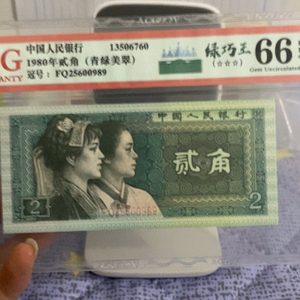 中国人民银行 13506760
1980年贰角（青绿美翠）
冠号：FQ25600989
绿巧王
(☆☆☆)
66
Gem Uncirculated
G
RANTY
中国人民银行
贰角
2
2